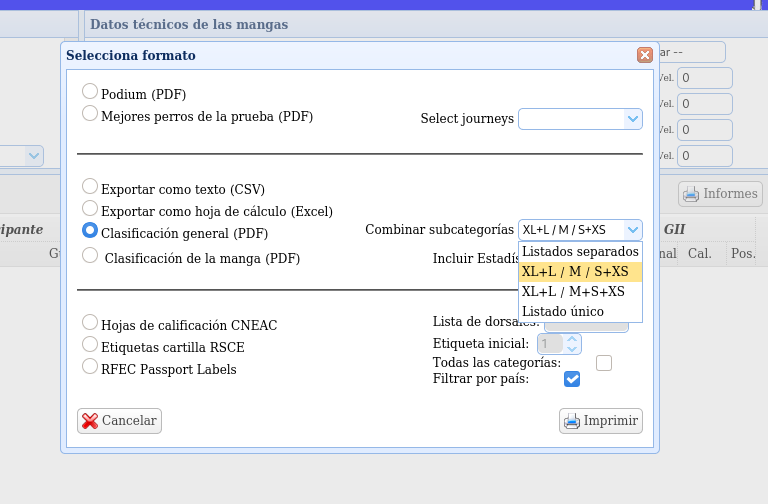 Datos técnicos de las mangas
Selecciona formato
Podium (PDF)
Mejores perros de la prueba (PDF)
Select journeys
Exportar como texto (CSV)
Exportar como hoja de cálculo (Excel)
Clasificación general (PDF)
Combinar subcategorías XL+L / M / S+XS
Listados separados
XL+L / M / S+XS
XL+L / M+S+XS
Listado único
Clasificación de la manga (PDF)
Incluir Estadís
Hojas de calificación CNEAC
Lista de dorsales:
Etiquetas cartilla RSCE
Etiqueta inicial: 1
RFEC Passport Labels
Todas las categorías:
Filtrar por país:
Cancelar
Imprimir
ar --
Vel. 0
Vel. 0
Vel. 0
Vel. 0
Informes
ipante
GII
G
nal Cal. Pos.